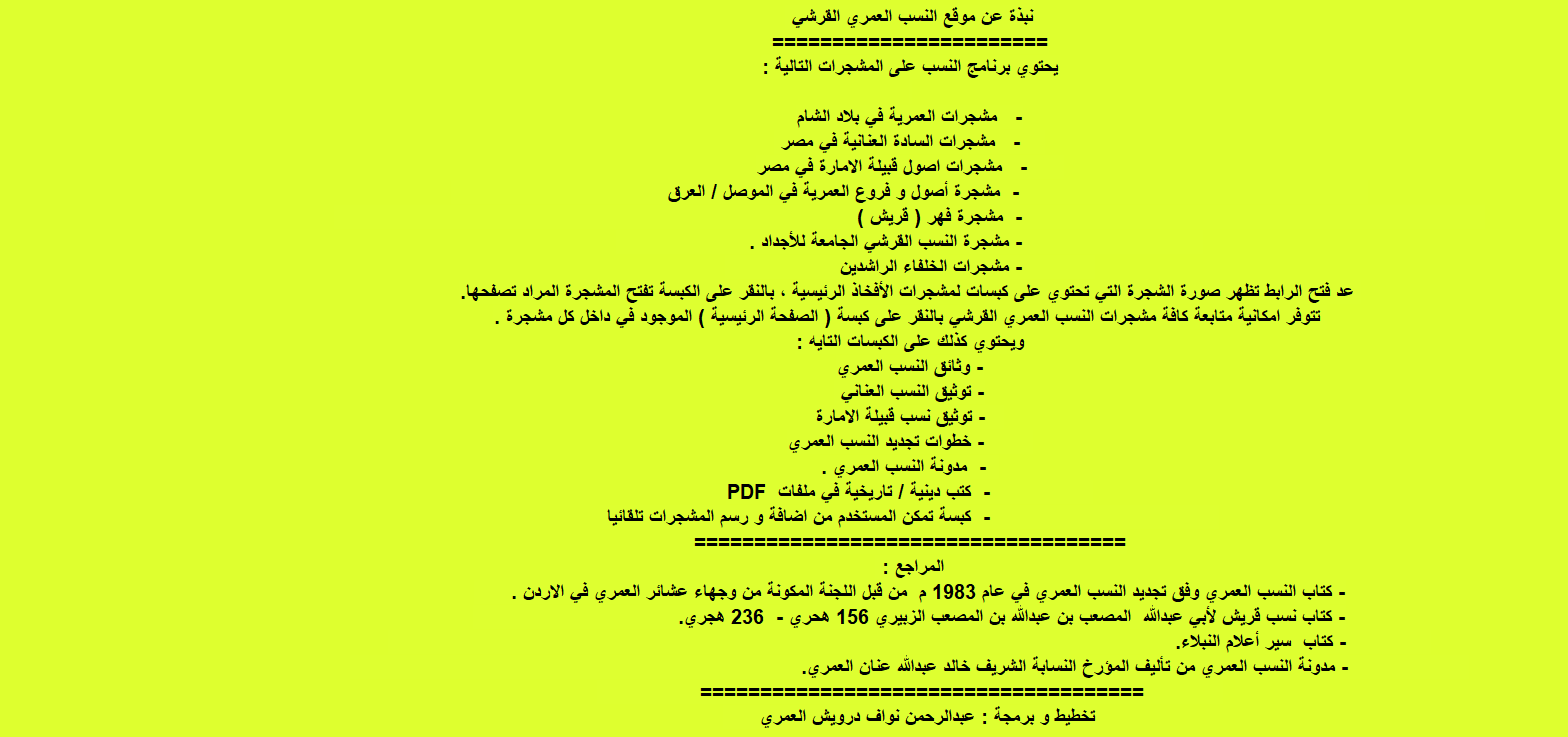 نبذة عن موقع النسب العمري القرشي
=======================
يحتوي برنامج النسب على المشجرات التالية :
- مشجرات العمرية في بلاد الشام
- مشجرات السادة العنانية في مصر
- مشجرات اصول قبيلة الامارة في مصر
- مشجرة أصول و فروع العمرية في الموصل / العرق
- مشجرة فهر ( قريش )
- مشجرة النسب القرشي الجامعة للأجداد .
- مشجرات الخلفاء الراشدين
عد فتح الرابط تظهر صورة الشجرة التي تحتوي على كبسات لمشجرات الأفخاذ الرئيسية ، بالنقر على الكبسة تفتح المشجرة المراد تصفحها.
تتوفر امكانية متابعة كافة مشجرات النسب العمري القرشي بالنقر على كبسة ( الصفحة الرئيسية ) الموجود في داخل كل مشجرة .
ويحتوي كذلك على الكبسات التايه :
- وثائق النسب العمري
- توثيق النسب العناني
- توثيق نسب قبيلة الامارة
- خطوات تجديد النسب العمري
- مدونة النسب العمري .
- كتب دينية / تاريخية في ملفات PDF
- كبسة تمكن المستخدم من اضافة و رسم المشجرات تلقائيا
====================================
المراجع :
- كتاب النسب العمري وفق تجديد النسب العمري في عام 1983 م من قبل اللجنة المكونة من وجهاء عشائر العمري في الاردن .
- كتاب نسب قريش لأبي عبدالله المصعب بن عبدالله بن المصعب الزبيري 156 هحري - 236 هجري.
- كتاب سير أعلام النبلاء.
- مدونة النسب العمري من تأليف المؤرخ النسابة الشريف خالد عبدالله عنان العمري.
=====================================
تخطيط و برمجة : عبدالرحمن نواف درويش العمري